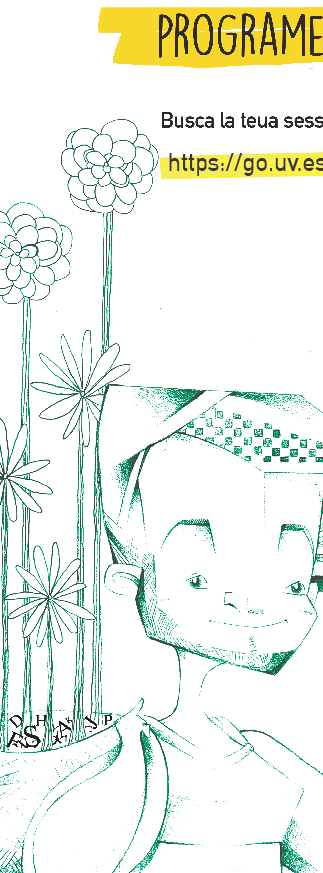 PROGRAME
Busca la teua sess
https://go.uv.es
D H Y P
S A